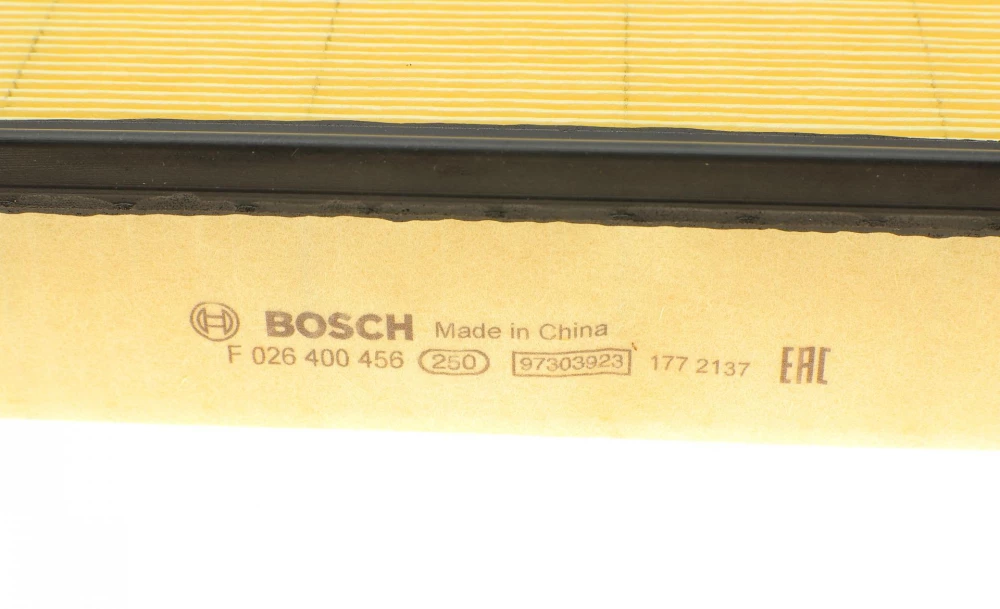 BOSCH Made in China
F 026 400 456 250 97303923 177 2137 EAC